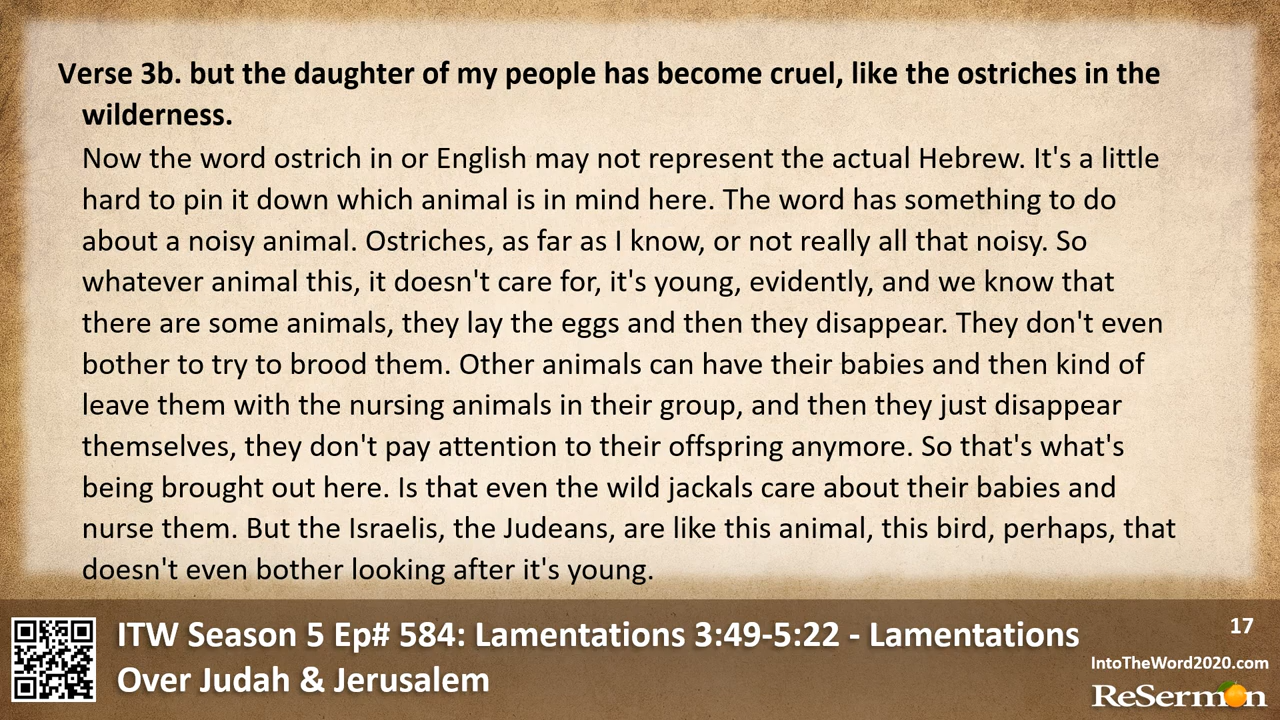 Verse 3b. but the daughter of my people has become cruel, like the ostriches in the
wilderness.
Now the word ostrich in or English may not represent the actual Hebrew. It's a little
hard to pin it down which animal is in mind here. The word has something to do
about a noisy animal. Ostriches, as far as I know, or not really all that noisy. So
whatever animal this, it doesn't care for, it's young, evidently, and we know that
there are some animals, they lay the eggs and then they disappear. They don't even
bother to try to brood them. Other animals can have their babies and then kind of
leave them with the nursing animals in their group, and then they just disappear
themselves, they don't pay attention to their offspring anymore. So that's what's
being brought out here. Is that even the wild jackals care about their babies and
nurse them. But the Israelis, the Judeans, are like this animal, this bird, perhaps, that
doesn't even bother looking after it's young.
ITW Season 5 Ep# 584: Lamentations 3:49-5:22 - Lamentations
Over Judah & Jerusalem
17
IntoTheWord2020.com
ReSermon